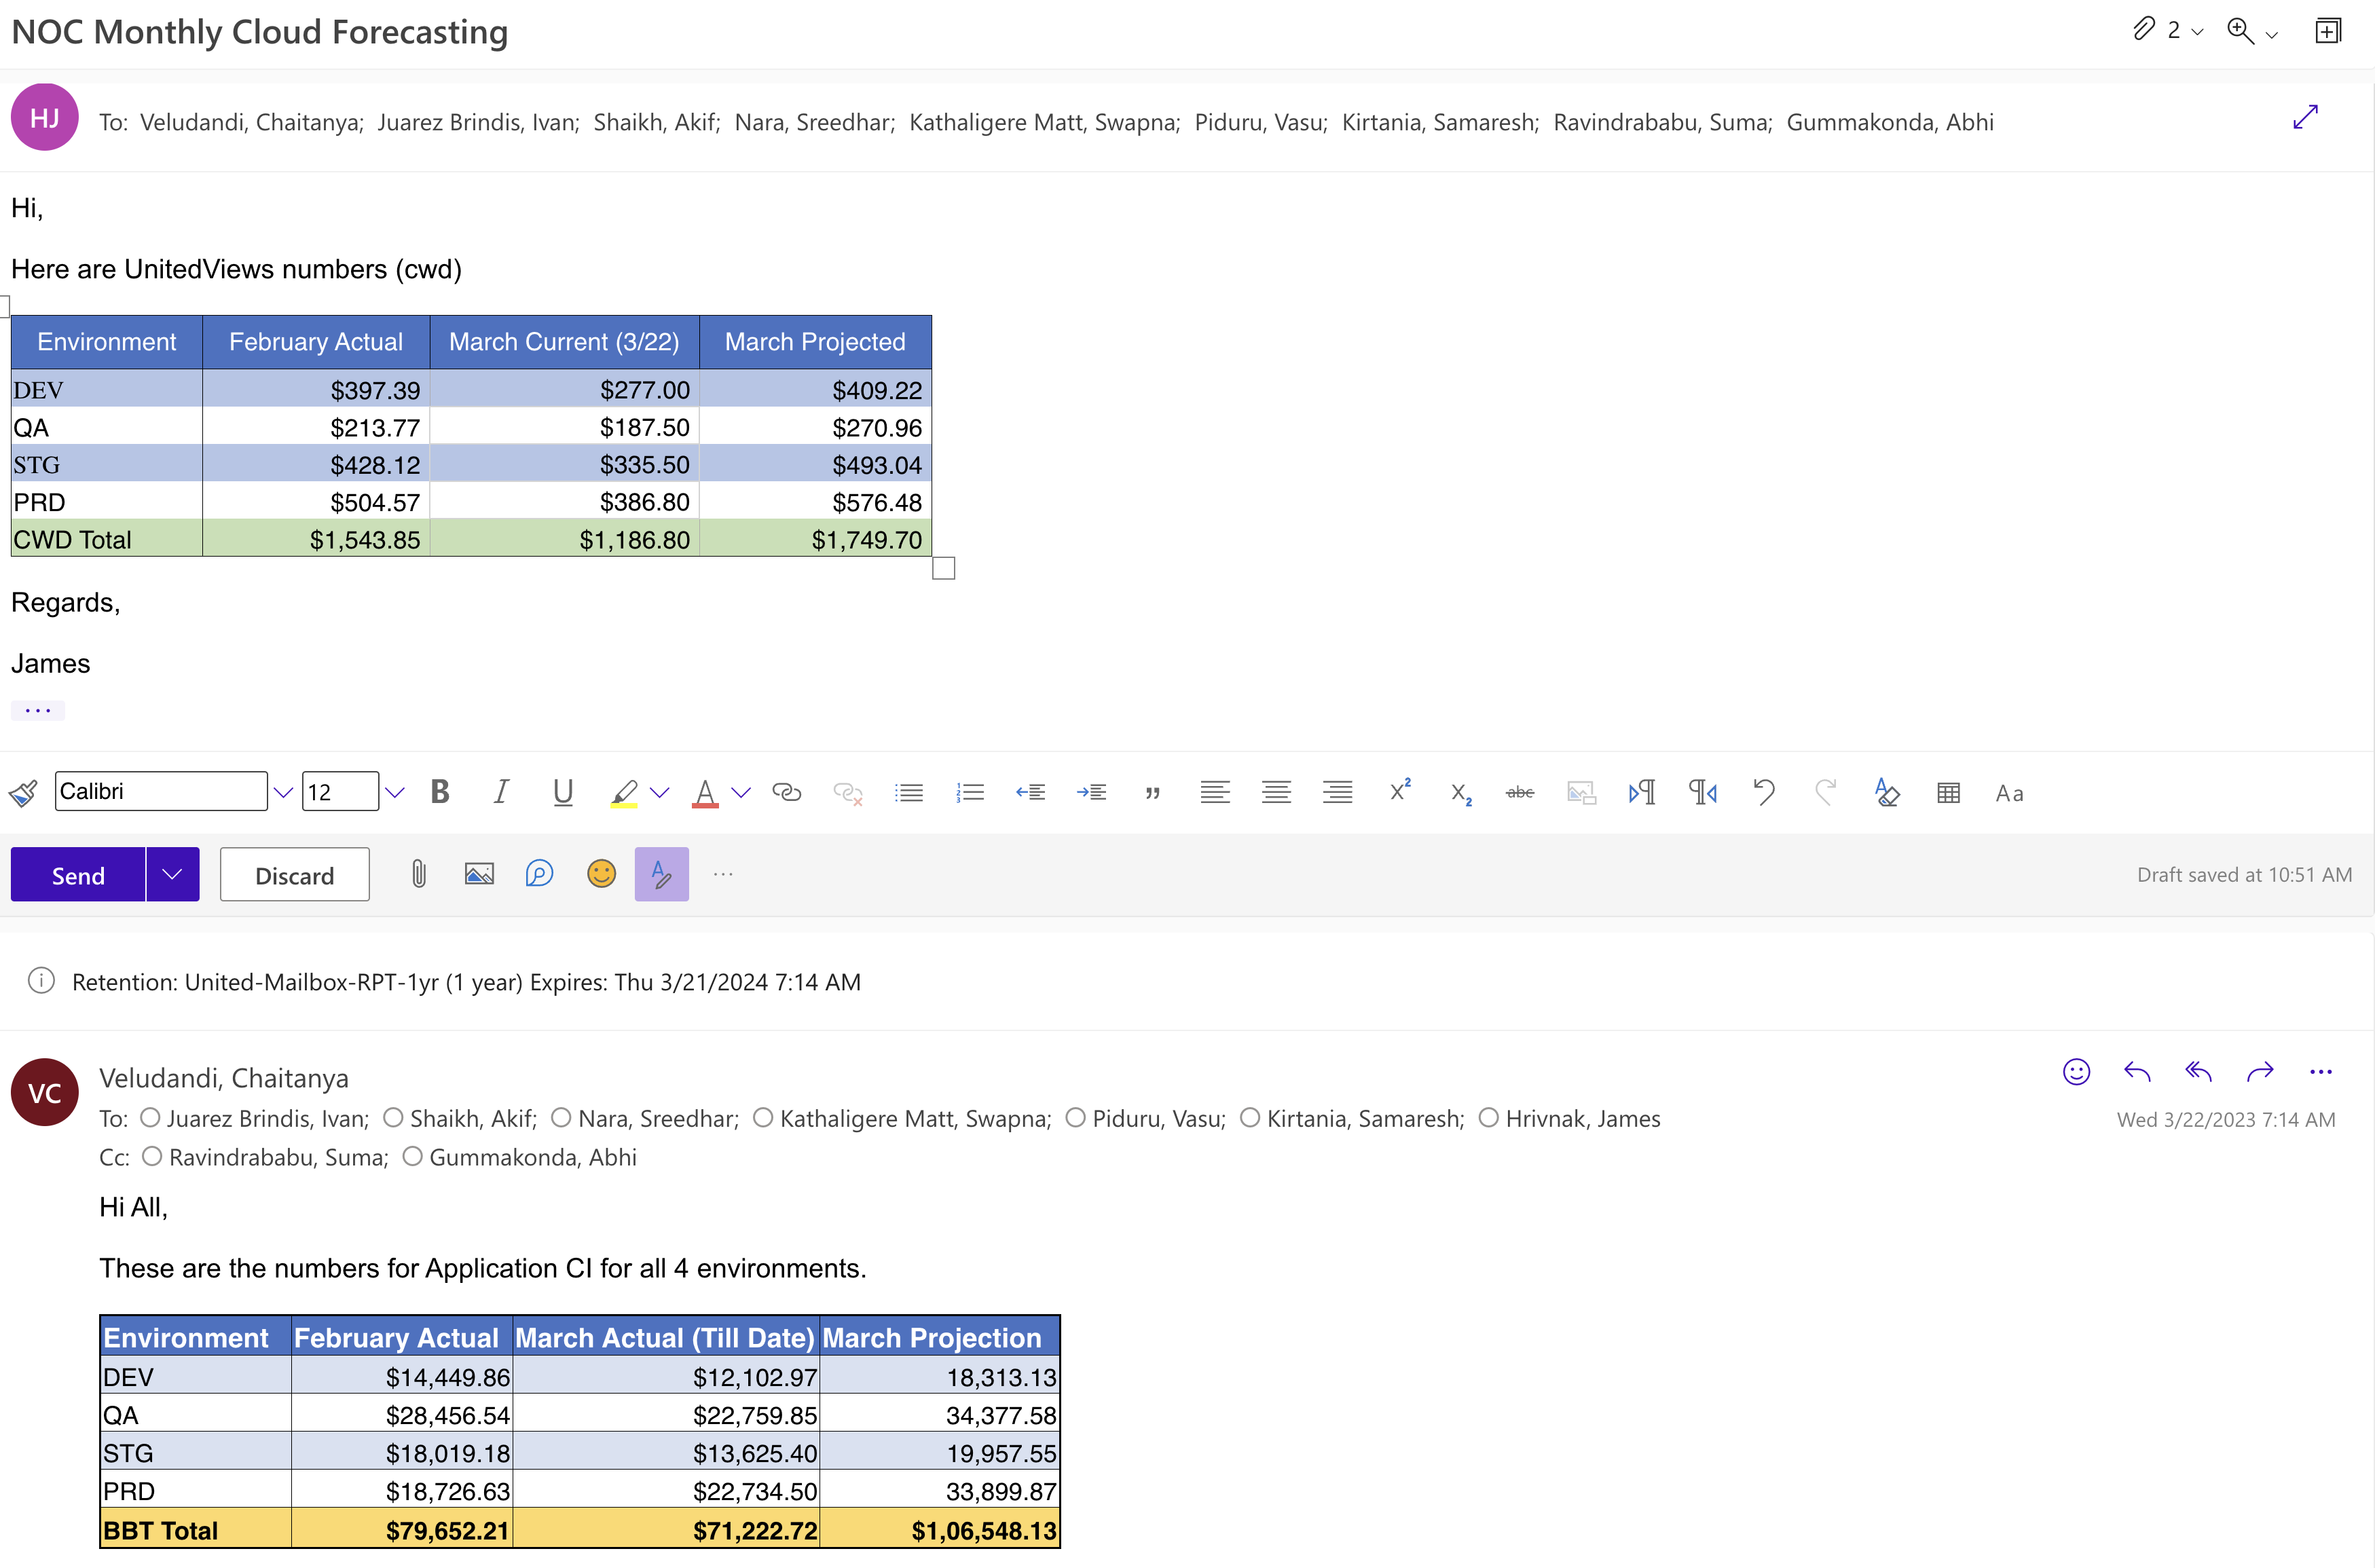 NOC Monthly Cloud Forecasting
2
HJ
To: Veludandi, Chaitanya; Juarez Brindis, Ivan; Shaikh, Akif; Nara, Sreedhar; Kathaligere Matt, Swapna; Piduru, Vasu; Kirtania, Samaresh; Ravindrababu, Suma; Gummakonda, Abhi
Hi,
Here are UnitedViews numbers (cwd)
Environment February Actual March Current (3/22) March Projected
DEV $397.39 $277.00 $409.22
QA $213.77 $187.50 $270.96
STG $428.12 $335.50 $493.04
PRD $504.57 $386.80 $576.48
CWD Total $1,543.85 $1,186.80 $1,749.70
Regards,
James
...
Calibri 12 B I U A " X² X₂ abc Aa
Send Discard ... Draft saved at 10:51 AM
Retention: United-Mailbox-RPT-1yr (1 year) Expires: Thu 3/21/2024 7:14 AM
VC
Veludandi, Chaitanya
To: Juarez Brindis, Ivan; Shaikh, Akif; Nara, Sreedhar; Kathaligere Matt, Swapna; Piduru, Vasu; Kirtania, Samaresh; Hrivnak, James
Wed 3/22/2023 7:14 AM
Cc: Ravindrababu, Suma; Gummakonda, Abhi
Hi All,
These are the numbers for Application CI for all 4 environments.
Environment February Actual March Actual (Till Date) March Projection
DEV $14,449.86 $12,102.97 18,313.13
QA $28,456.54 $22,759.85 34,377.58
STG $18,019.18 $13,625.40 19,957.55
PRD $18,726.63 $22,734.50 33,899.87
BBT Total $79,652.21 $71,222.72 $1,06,548.13